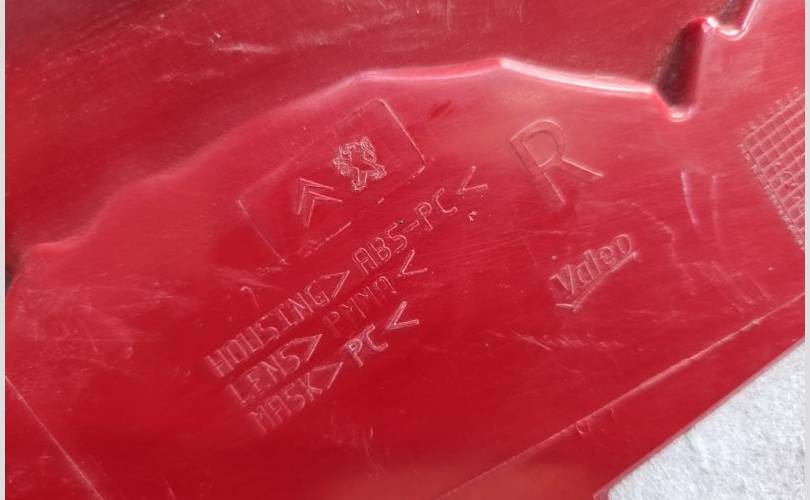 R
HOUSING>ABS-PC<
LENS>PMMA<
MASK>PC<
Valeo